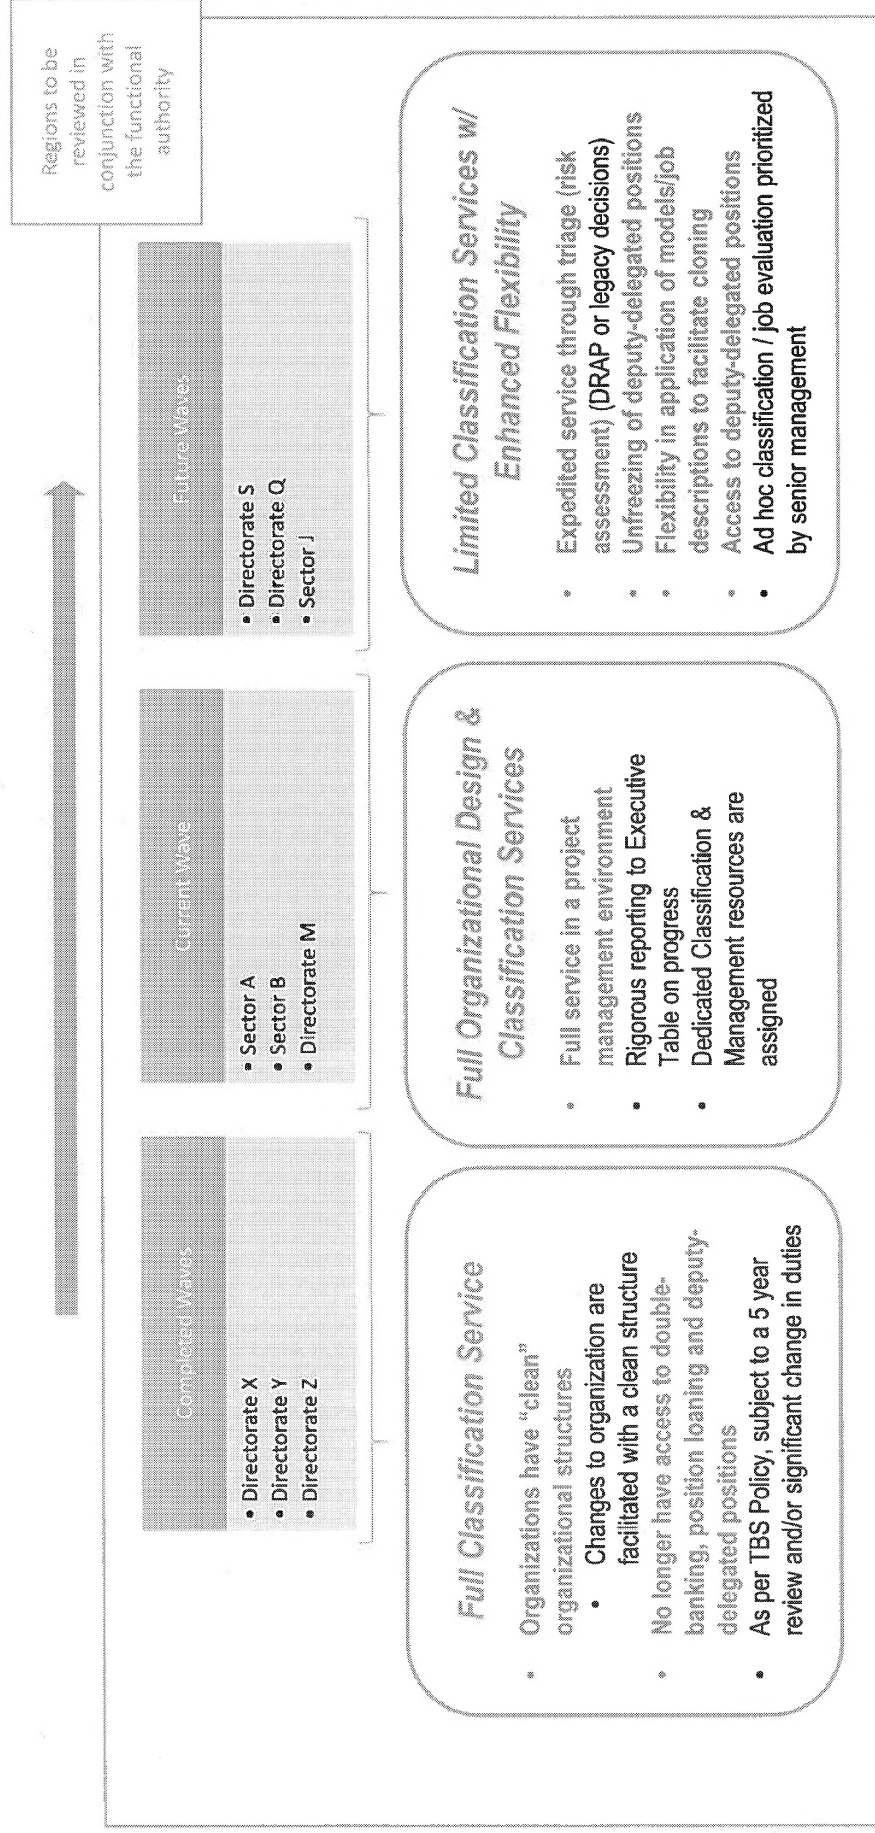 Regions to be
reviewed in
conjunction with
the functional
authority
Completed Waves
• Directorate X
• Directorate Y
• Directorate Z
Current Wave
• Sector A
• Sector B
• Directorate M
Future Waves
• Directorate S
• Directorate Q
• Sector J
Full Classification Service
• Organizations have “clean”
organizational structures
• Changes to organization are
facilitated with a clean structure
• No longer have access to double-
banking, position loaning and deputy-
delegated positions
• As per TBS Policy, subject to a 5 year
review and/or significant change in duties
Full Organizational Design &
Classification Services
• Full service in a project
management environment
• Rigorous reporting to Executive
Table on progress
• Dedicated Classification &
Management resources are
assigned
Limited Classification Services w/
Enhanced Flexibility
• Expedited service through triage (risk
assessment) (DRAP or legacy decisions)
• Unfreezing of deputy-delegated positions
• Flexibility in application of models/job
descriptions to facilitate cloning
• Access to deputy-delegated positions
• Ad hoc classification / job evaluation prioritized
by senior management